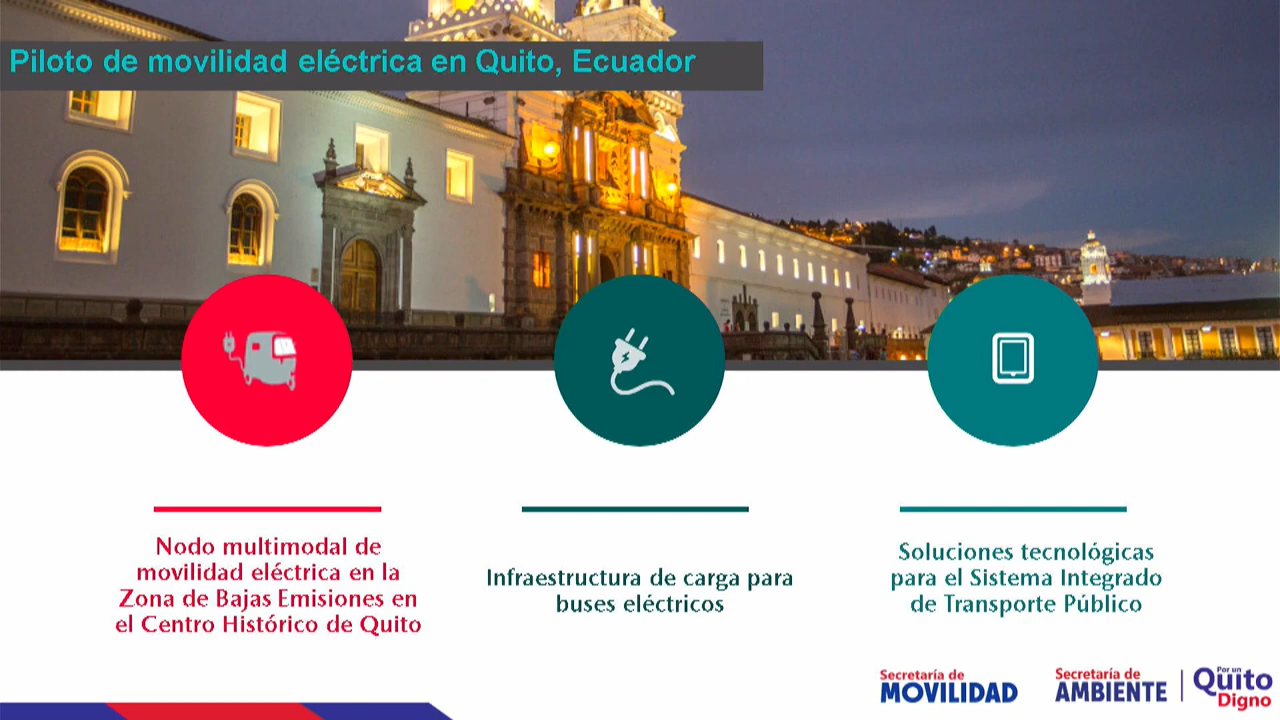 Piloto de movilidad eléctrica en Quito, Ecuador
Nodo multimodal de
movilidad eléctrica en la
Zona de Bajas Emisiones en
el Centro Histórico de Quito
Infraestructura de carga para
buses eléctricos
Soluciones tecnológicas
para el Sistema Integrado
de Transporte Público
Secretaría de
MOVILIDAD
Secretaría de
AMBIENTE
Por un
Quito
Digno